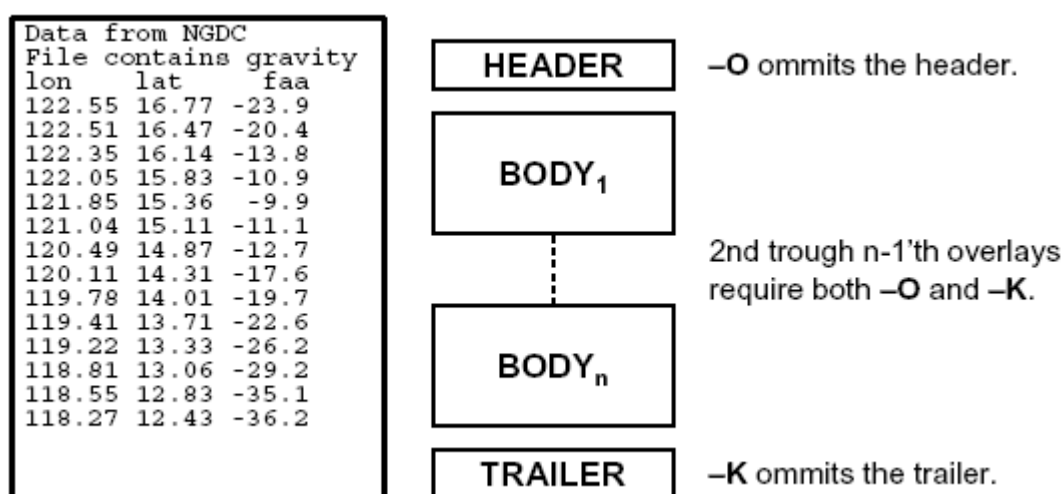 Data from NGDC
File contains gravity
lon lat faa
122.55 16.77 -23.9
122.51 16.47 -20.4
122.35 16.14 -13.8
122.05 15.83 -10.9
121.85 15.36 -9.9
121.04 15.11 -11.1
120.49 14.87 -12.7
120.11 14.31 -17.6
119.78 14.01 -19.7
119.41 13.71 -22.6
119.22 13.33 -26.2
118.81 13.06 -29.2
118.55 12.83 -35.1
118.27 12.43 -36.2
HEADER
–O ommits the header.
BODY1
2nd trough n-1'th overlays
require both –O and –K.
BODYn
TRAILER
–K ommits the trailer.